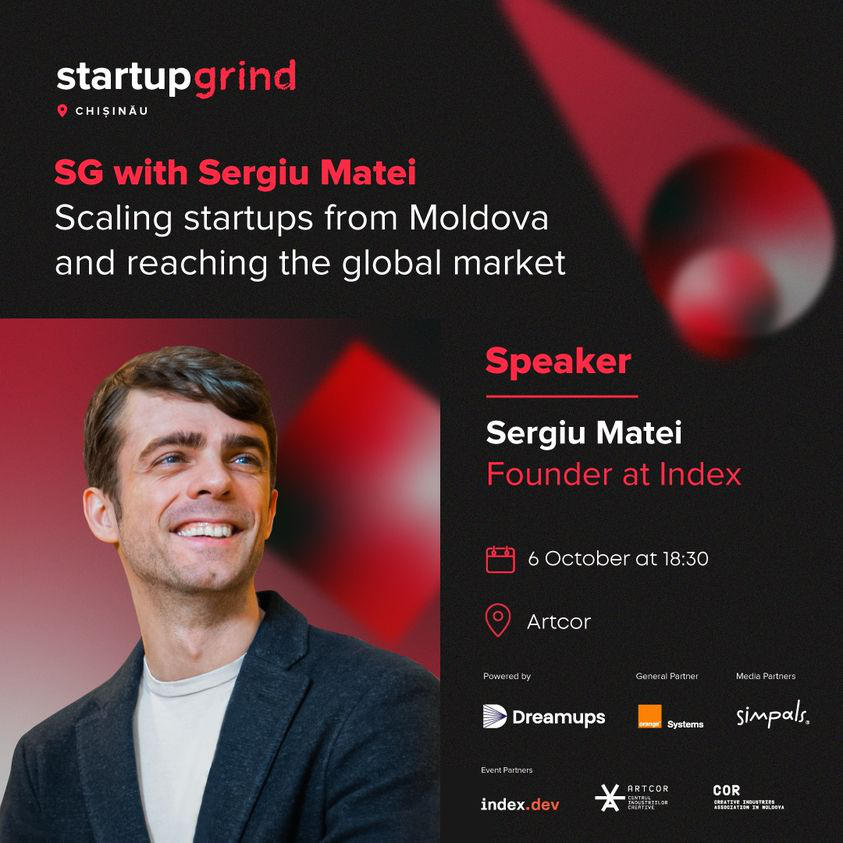 startupgrind
CHIȘINĂU
SG with Sergiu Matei
Scaling startups from Moldova
and reaching the global market
Speaker
Sergiu Matei
Founder at Index
6 October at 18:30
Artcor
Powered by
General Partner
Media Partners
Dreamups
orange
Systems
simpals
Event Partners
index.dev
ARTCOR
CENTRUL
INDUSTRIILOR
CREATIVE
COR
CREATIVE INDUSTRIES
ASSOCIATION IN MOLDOVA